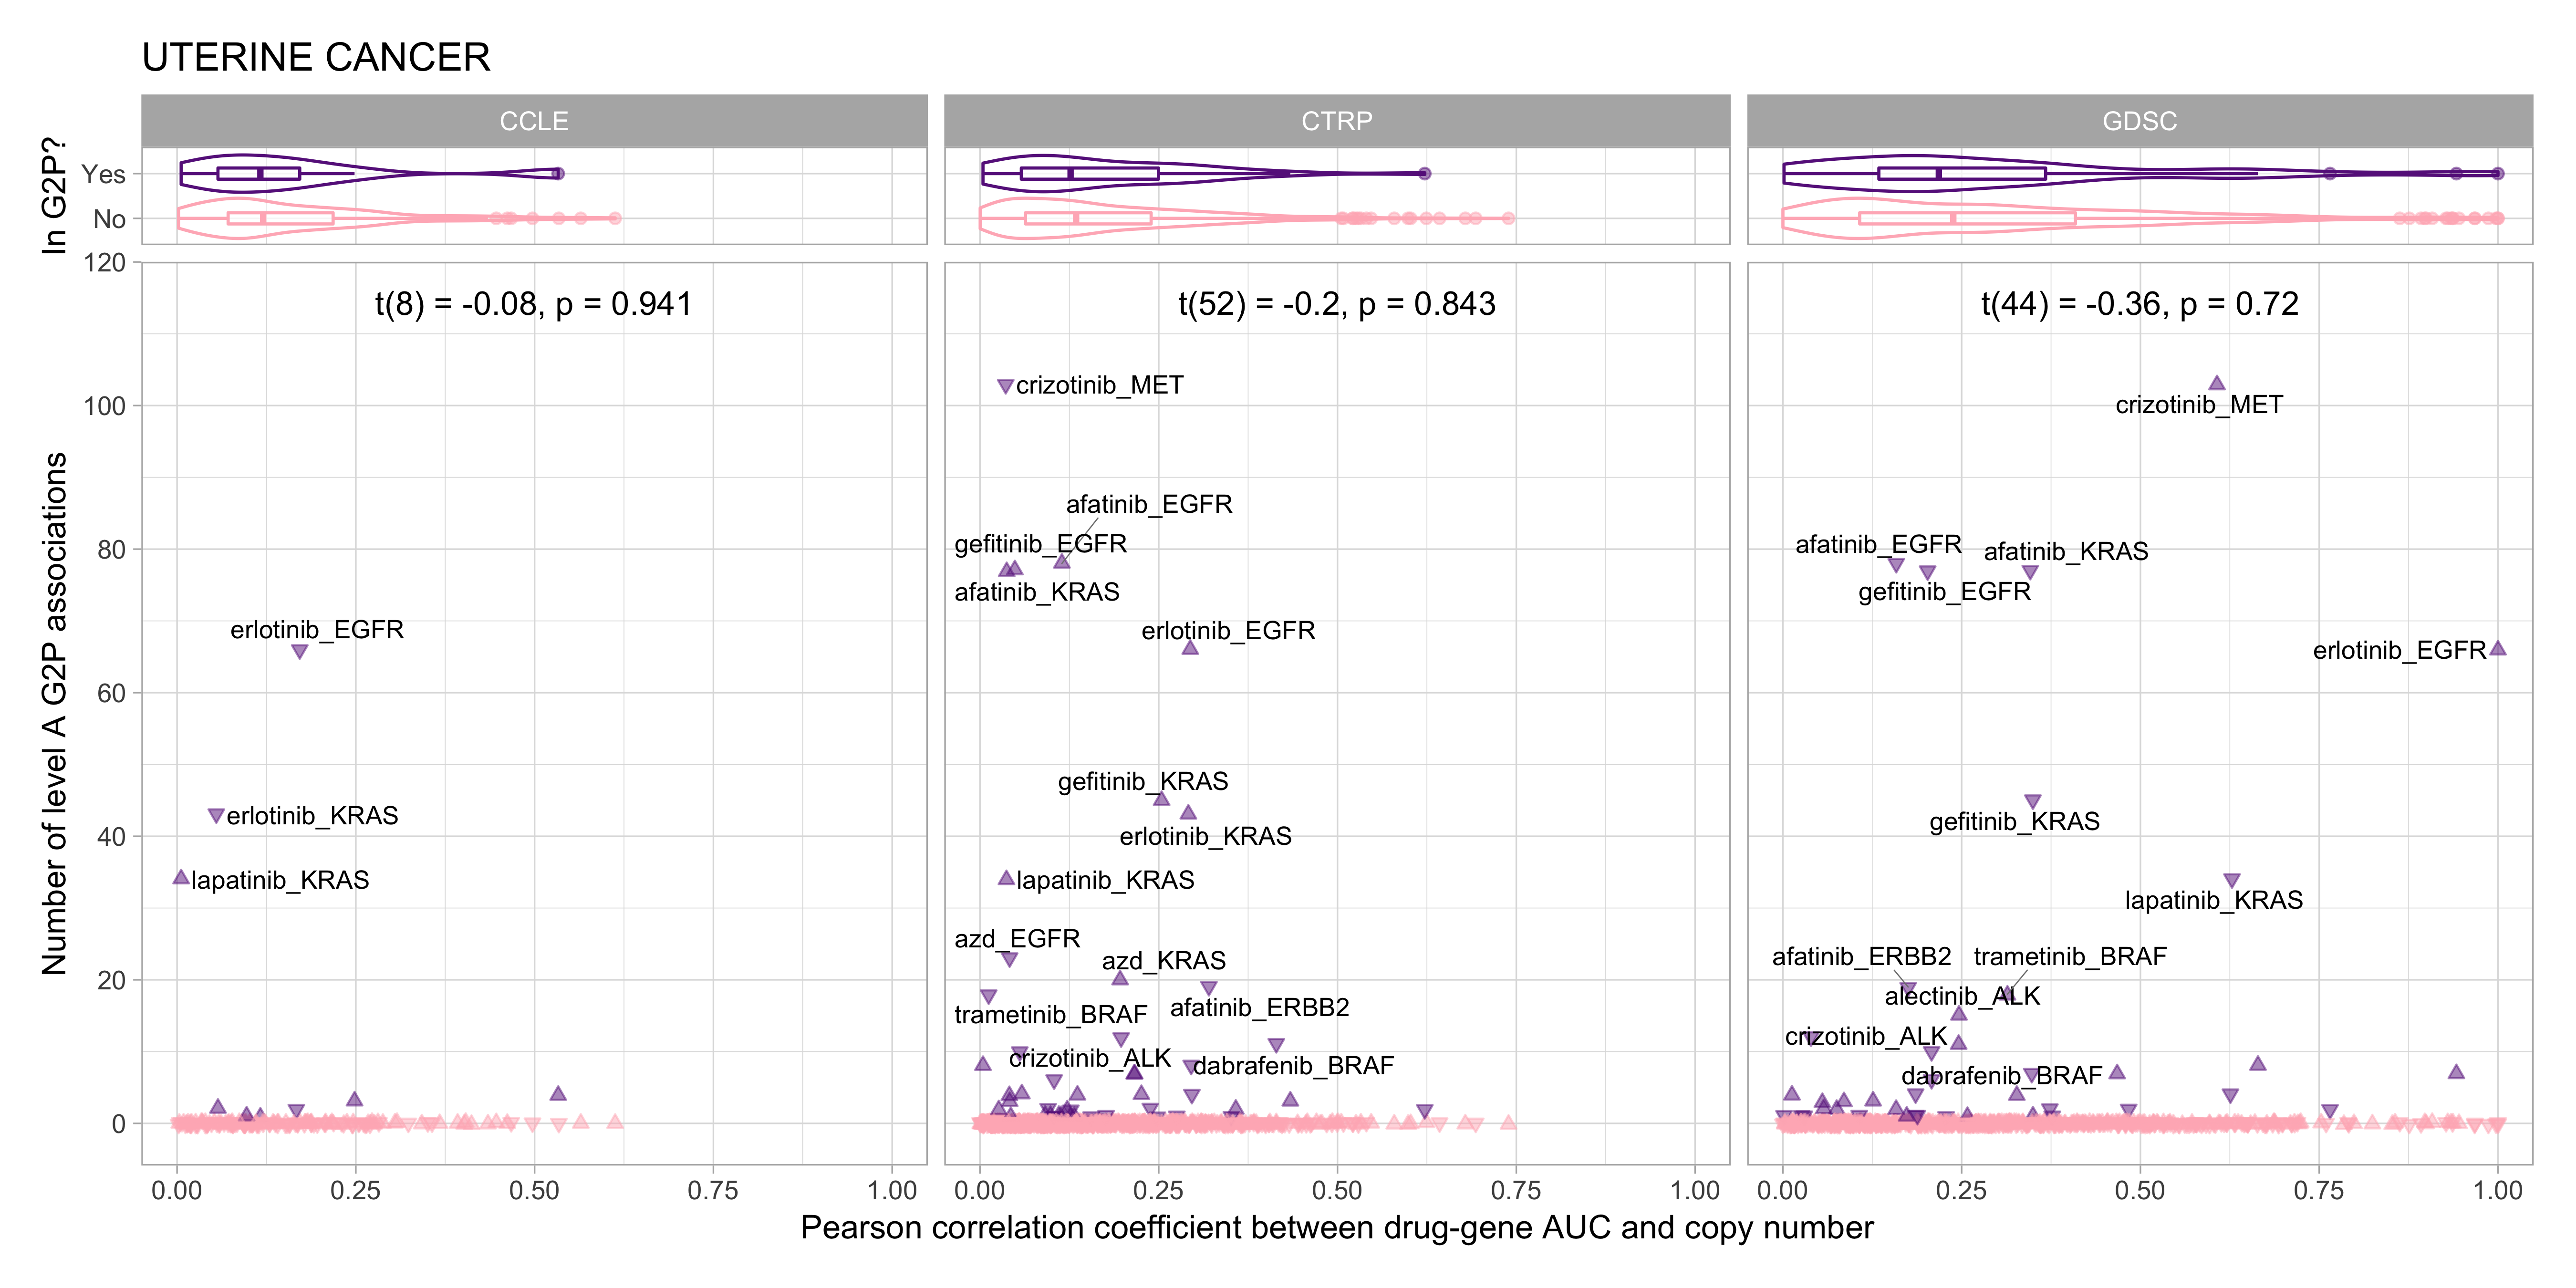 UTERINE CANCER
CCLE
CTRP
GDSC
In G2P?
Yes
No
Number of level A G2P associations
120
100
80
60
40
20
0
t(8) = -0.08, p = 0.941
erlotinib_EGFR
erlotinib_KRAS
lapatinib_KRAS
t(52) = -0.2, p = 0.843
crizotinib_MET
afatinib_EGFR
gefitinib_EGFR
afatinib_KRAS
erlotinib_EGFR
gefitinib_KRAS
erlotinib_KRAS
lapatinib_KRAS
azd_EGFR
azd_KRAS
afatinib_ERBB2
trametinib_BRAF
crizotinib_ALK
dabrafenib_BRAF
t(44) = -0.36, p = 0.72
crizotinib_MET
afatinib_EGFR
afatinib_KRAS
gefitinib_EGFR
erlotinib_EGFR
gefitinib_KRAS
lapatinib_KRAS
afatinib_ERBB2
trametinib_BRAF
alectinib_ALK
crizotinib_ALK
dabrafenib_BRAF
0.00 0.25 0.50 0.75 1.00
0.00 0.25 0.50 0.75 1.00
0.00 0.25 0.50 0.75 1.00
Pearson correlation coefficient between drug-gene AUC and copy number